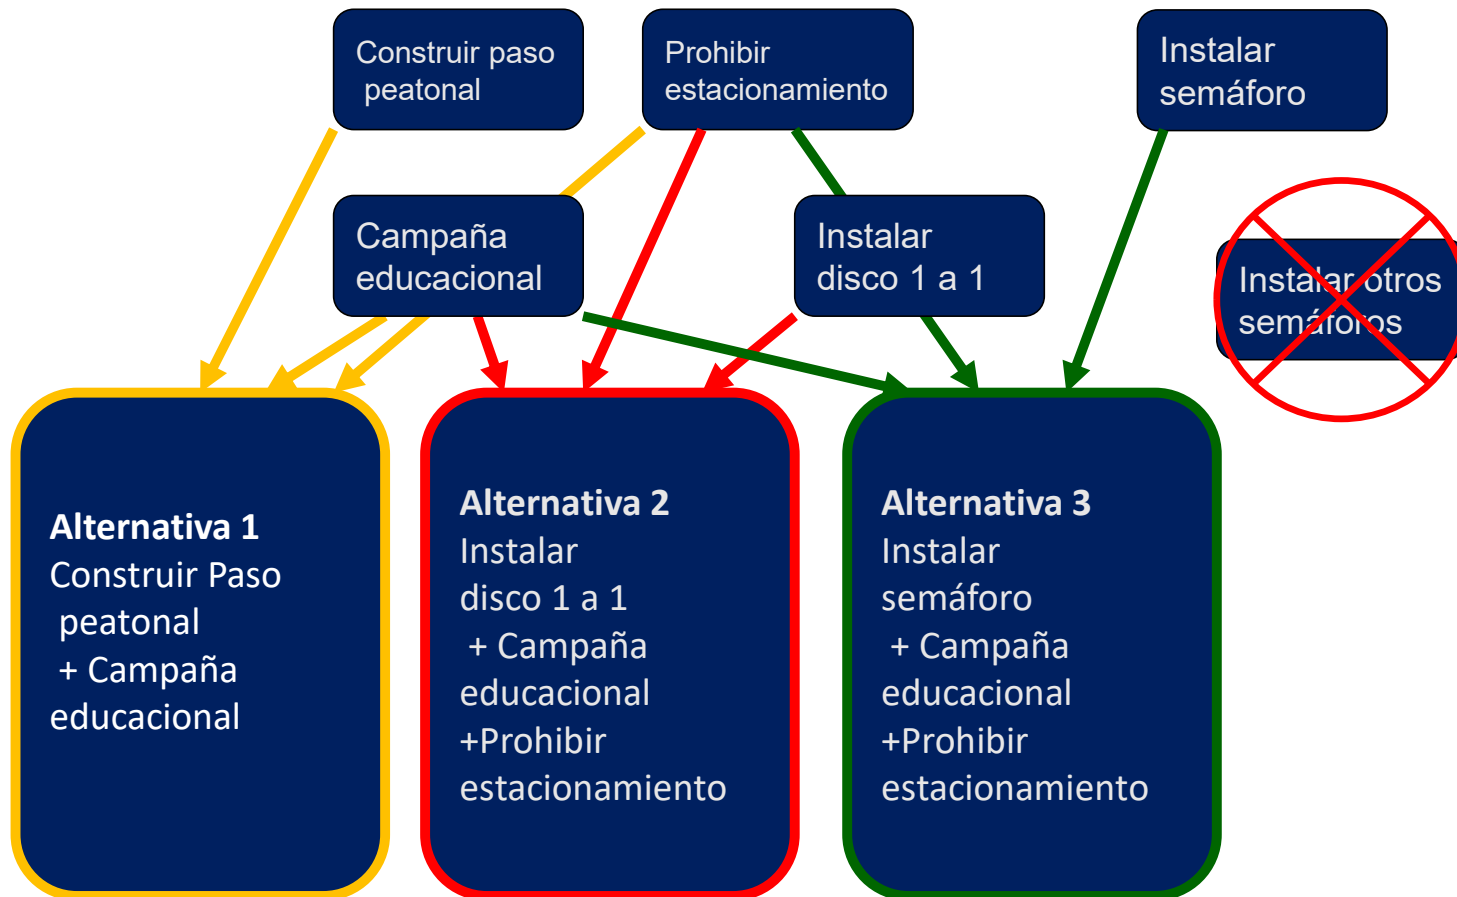 Construir paso
peatonal
Prohibir
estacionamiento
Instalar
semáforo
Campaña
educacional
Instalar
disco 1 a 1
Instalar otros
semáforos
Alternativa 1
Construir Paso
peatonal
+ Campaña
educacional
Alternativa 2
Instalar
disco 1 a 1
+ Campaña
educacional
+Prohibir
estacionamiento
Alternativa 3
Instalar
semáforo
+ Campaña
educacional
+Prohibir
estacionamiento